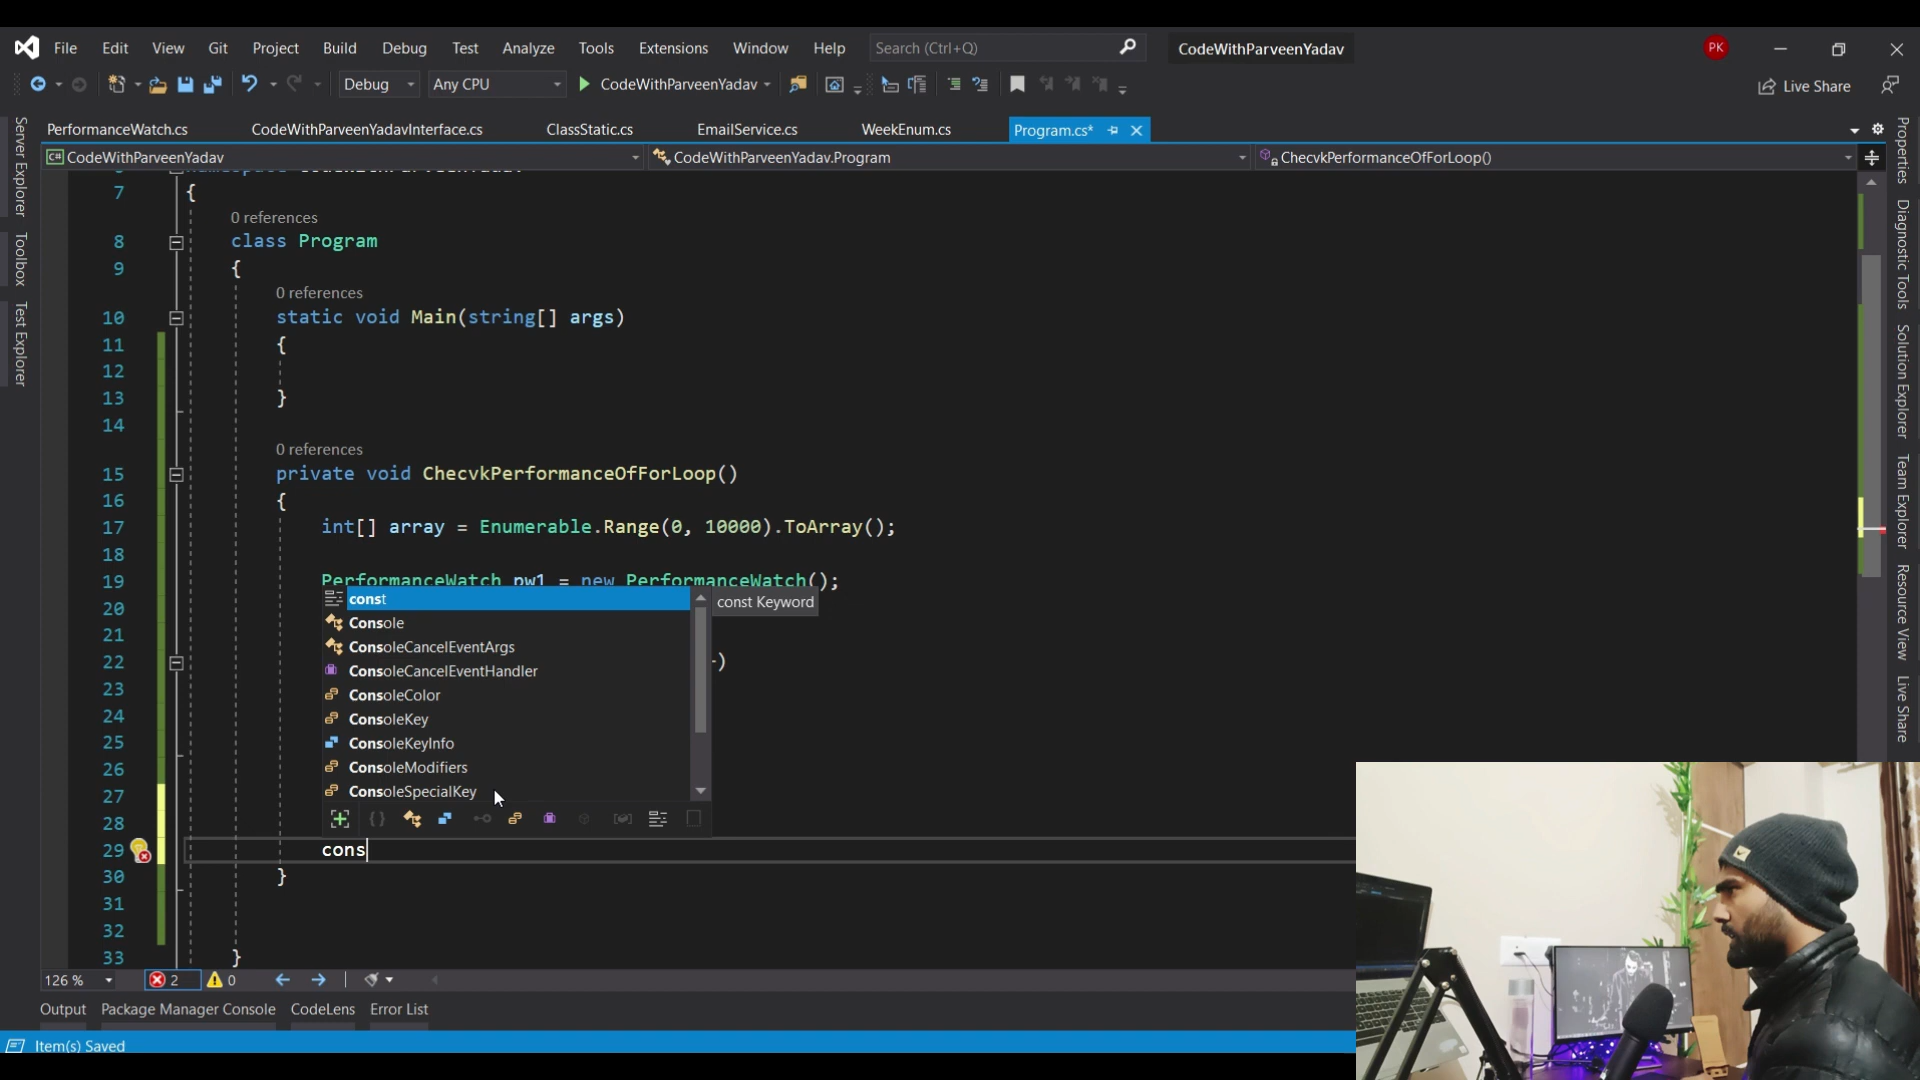 File Edit View Git Project Build Debug Test Analyze Tools Extensions Window Help Search (Ctrl+Q) CodeWithParveenYadav PK
Debug Any CPU CodeWithParveenYadav Live Share
PerformanceWatch.cs CodeWithParveenYadavInterface.cs ClassStatic.cs EmailService.cs WeekEnum.cs Program.cs*
C# CodeWithParveenYadav CodeWithParveenYadav.Program ChecvkPerformanceOfForLoop()
Server Explorer
Toolbox
Test Explorer
7 {
0 references
8 class Program
9 {
0 references
10 static void Main(string[] args)
11 {
12
13 }
14
0 references
15 private void ChecvkPerformanceOfForLoop()
16 {
17 int[] array = Enumerable.Range(0, 10000).ToArray();
18
19 PerformanceWatch pw1 = new PerformanceWatch();
20
21
22 )
23
24
25
26
27
28
29 cons
30 }
31
32
33 }
const
Console
ConsoleCancelEventArgs
ConsoleCancelEventHandler
ConsoleColor
ConsoleKey
ConsoleKeyInfo
ConsoleModifiers
ConsoleSpecialKey
const Keyword
Properties
Diagnostic Tools
Solution Explorer
Team Explorer
Resource View
Live Share
126 % 2 0
Output Package Manager Console CodeLens Error List
Item(s) Saved